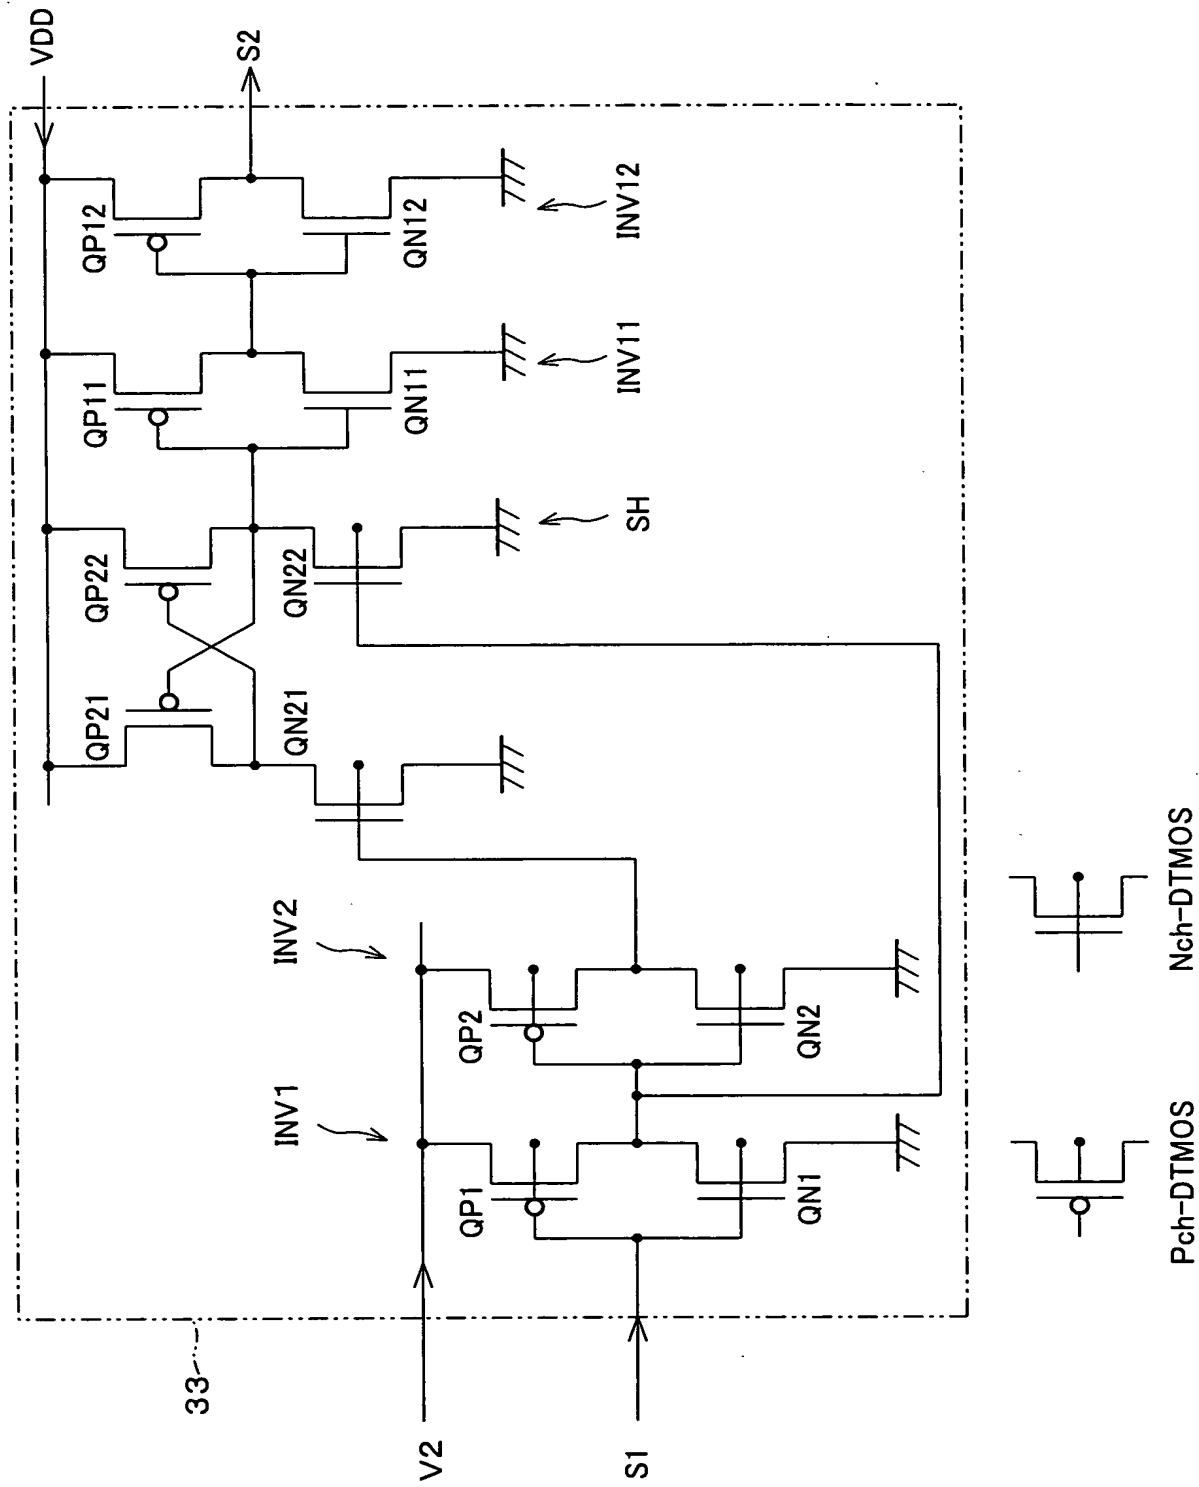 VDD
S2
QP12
QN12
INV12
QP11
QN11
INV11
QP22
QN22
SH
QP21
QN21
INV2
QP2
QN2
INV1
QP1
QN1
33
V2
S1
Nch-DTMOS
Pch-DTMOS